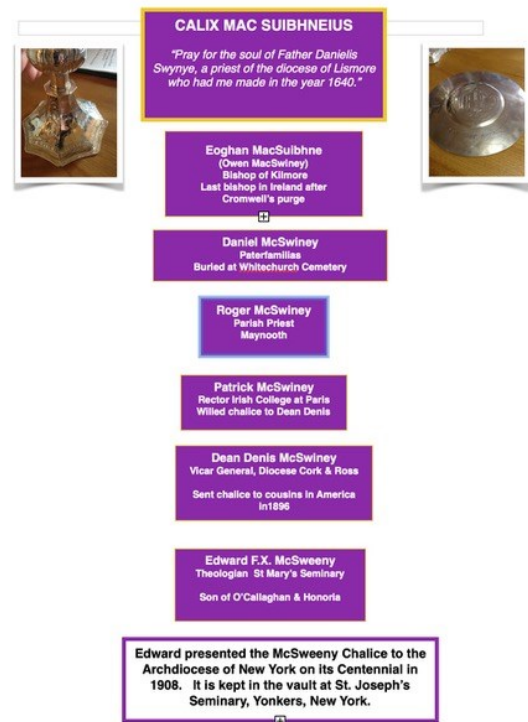 CALIX MAC SUIBHNEIUS
"Pray for the soul of Father Danielis
Swynye, a priest of the diocese of Lismore
who had me made in the year 1640."
Eoghan MacSuibhne
(Owen MacSwiney)
Bishop of Kilmore
Last bishop in Ireland after
Cromwell's purge
Daniel McSwiney
Paterfamilias
Buried at Whitechurch Cemetery
Roger McSwiney
Parish Priest
Maynooth
Patrick McSwiney
Rector Irish College at Paris
Willed chalice to Dean Denis
Dean Denis McSwiney
Vicar General, Diocese Cork & Ross
Sent chalice to cousins in America
in1896
Edward F.X. McSweeny
Theologian St Mary's Seminary
Son of O'Callaghan & Honoria
Edward presented the McSweeny Chalice to the
Archdiocese of New York on its Centennial in
1908. It is kept in the vault at St. Joseph's
Seminary, Yonkers, New York.